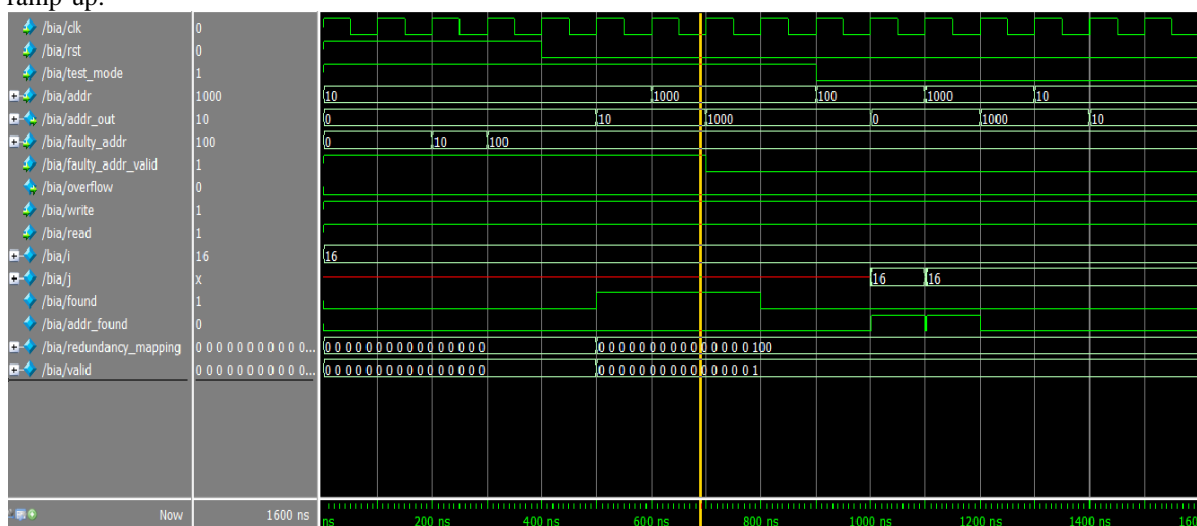 ramp up.
/bia/clk 0
/bia/rst 0
/bia/test_mode 1
/bia/addr 1000 10 1000 100 1000 10
/bia/addr_out 10 0 10 1000 0 1000 10
/bia/faulty_addr 100 0 10 100
/bia/faulty_addr_valid 1
/bia/overflow 0
/bia/write 1
/bia/read 1
/bia/i 16 16
/bia/j x 16 16
/bia/found 1
/bia/addr_found 0
/bia/redundancy_mapping 0 0 0 0 0 0 0 0 0 0 0 0... 0 0 0 0 0 0 0 0 0 0 0 0 0 0 0 0 0 0 0 0 0 0 0 0 0 0 0 0 0 0 0 100
/bia/valid 0 0 0 0 0 0 0 0 0 0 0 0... 0 0 0 0 0 0 0 0 0 0 0 0 0 0 0 0 0 0 0 0 0 0 0 0 0 0 0 0 0 0 0 1
Now 1600 ns ns 200 ns 400 ns 600 ns 800 ns 1000 ns 1200 ns 1400 ns 160